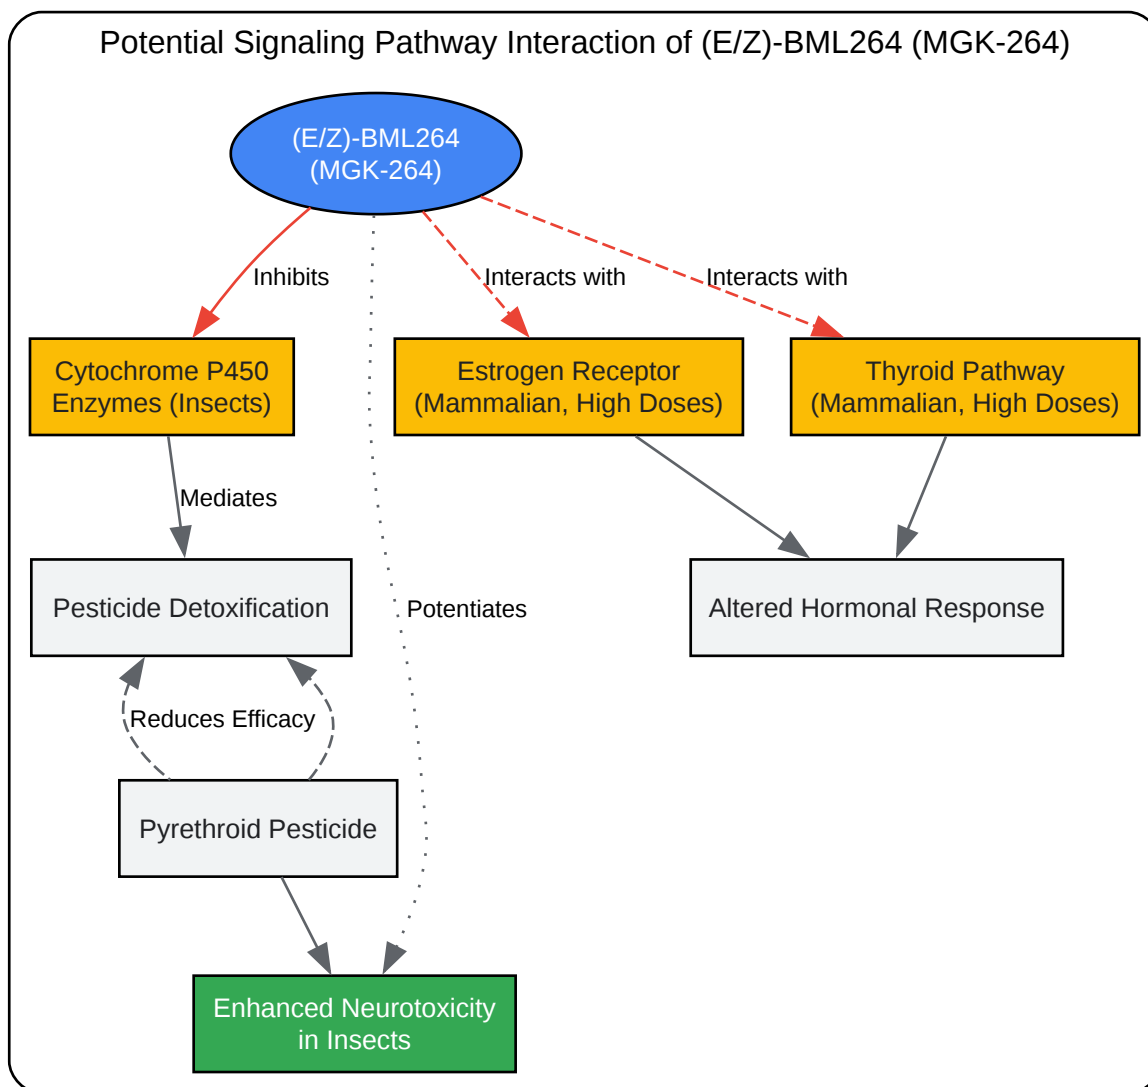 Potential Signaling Pathway Interaction of (E/Z)-BML264 (MGK-264)
(E/Z)-BML264
(MGK-264)
Inhibits
Interacts with
Interacts with
Cytochrome P450
Enzymes (Insects)
Estrogen Receptor
(Mammalian, High Doses)
Thyroid Pathway
(Mammalian, High Doses)
Mediates
Pesticide Detoxification
Potentiates
Altered Hormonal Response
Reduces Efficacy
Pyrethroid Pesticide
Enhanced Neurotoxicity
in Insects